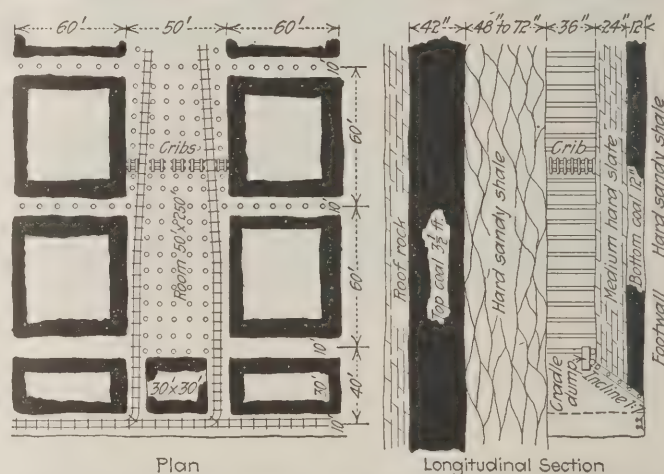 60'
50'
60'
10'
60'
Cribs
10'
Room 50'x250'
60'
10'
30'x30'
30'
40'
10'
Plan
42"
48" to 72"
36"
24"
12"
Roof rock
Top coal 3½ ft.
Hard sandy shale
Crib
Medium hard slate
Bottom coal 12"
Footwall Hard sandy shale
Cradle dump
Incline
Longitudinal Section